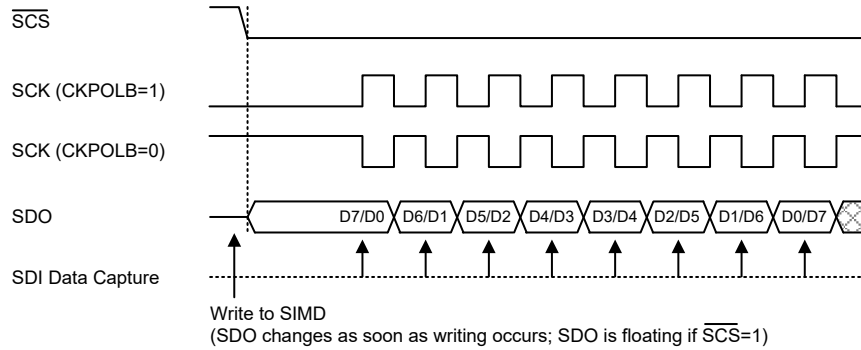 S̅C̅S̅
SCK (CKPOLB=1)
SCK (CKPOLB=0)
SDO D7/D0 D6/D1 D5/D2 D4/D3 D3/D4 D2/D5 D1/D6 D0/D7
SDI Data Capture
Write to SIMD
(SDO changes as soon as writing occurs; SDO is floating if S̅C̅S̅=1)